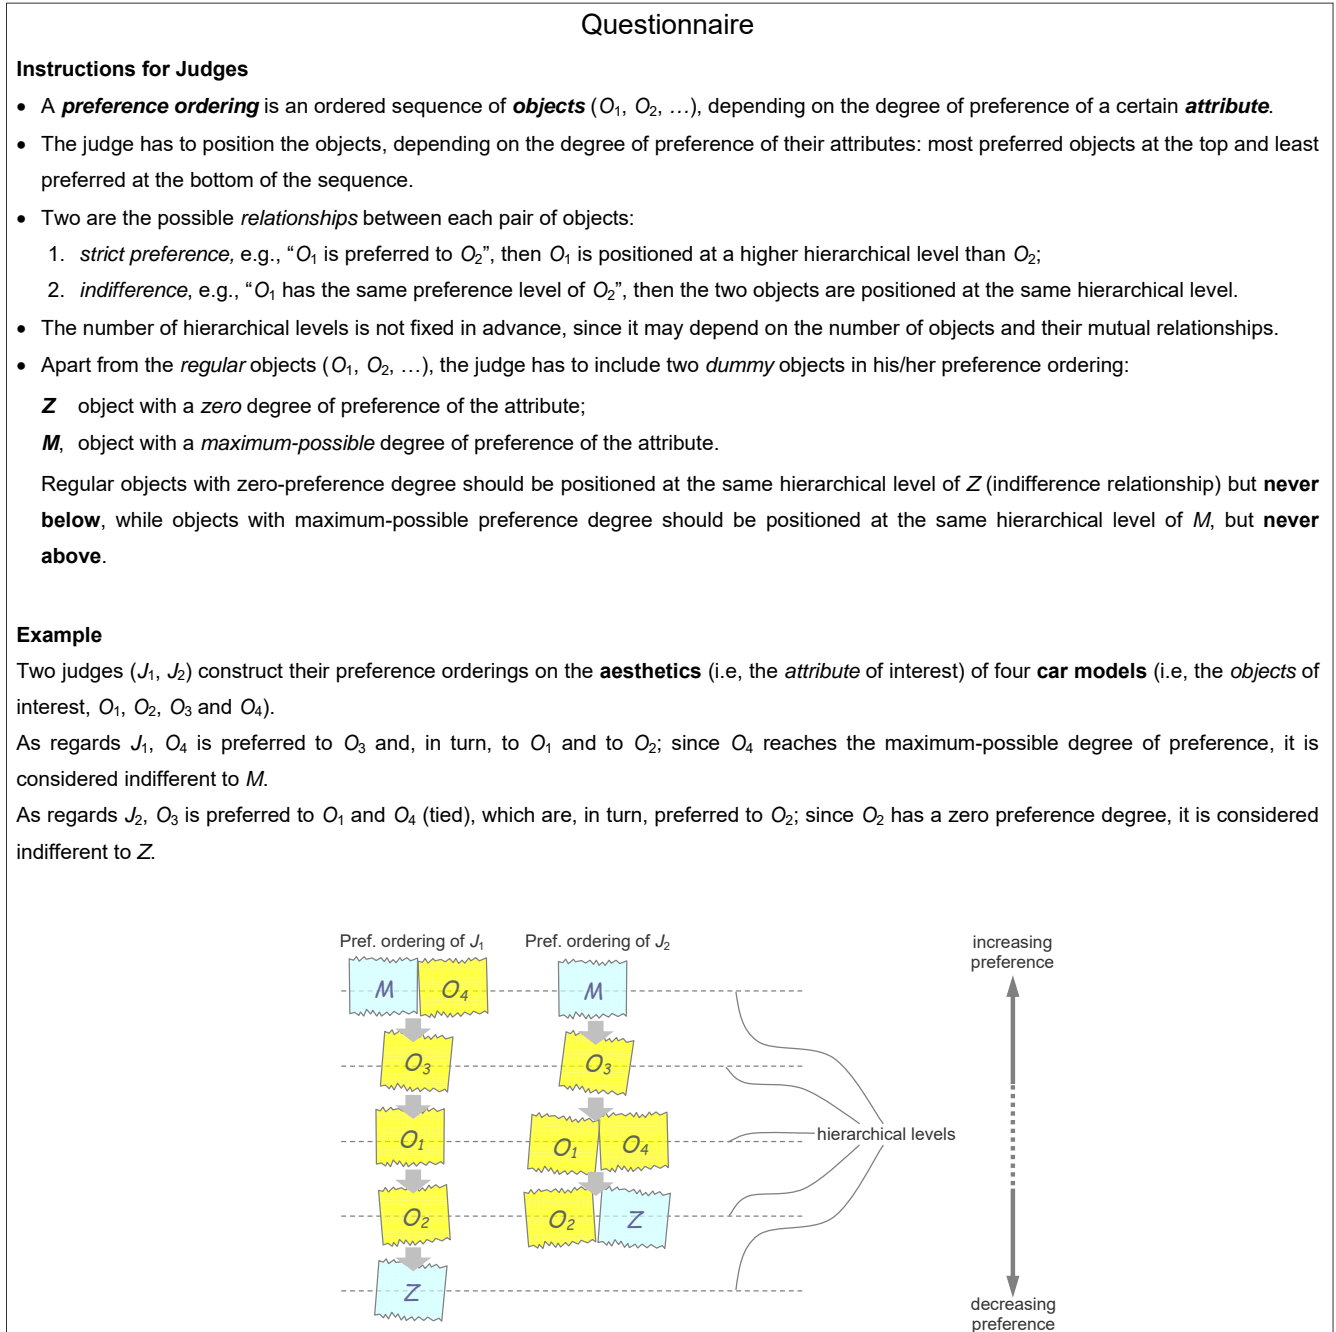 Questionnaire
Instructions for Judges
• A preference ordering is an ordered sequence of objects (O1, O2, …), depending on the degree of preference of a certain attribute.
• The judge has to position the objects, depending on the degree of preference of their attributes: most preferred objects at the top and least
preferred at the bottom of the sequence.
• Two are the possible relationships between each pair of objects:
1. strict preference, e.g., “O1 is preferred to O2”, then O1 is positioned at a higher hierarchical level than O2;
2. indifference, e.g., “O1 has the same preference level of O2”, then the two objects are positioned at the same hierarchical level.
• The number of hierarchical levels is not fixed in advance, since it may depend on the number of objects and their mutual relationships.
• Apart from the regular objects (O1, O2, …), the judge has to include two dummy objects in his/her preference ordering:
Z object with a zero degree of preference of the attribute;
M, object with a maximum-possible degree of preference of the attribute.
Regular objects with zero-preference degree should be positioned at the same hierarchical level of Z (indifference relationship) but never
below, while objects with maximum-possible preference degree should be positioned at the same hierarchical level of M, but never
above.
Example
Two judges (J1, J2) construct their preference orderings on the aesthetics (i.e, the attribute of interest) of four car models (i.e, the objects of
interest, O1, O2, O3 and O4).
As regards J1, O4 is preferred to O3 and, in turn, to O1 and to O2; since O4 reaches the maximum-possible degree of preference, it is
considered indifferent to M.
As regards J2, O3 is preferred to O1 and O4 (tied), which are, in turn, preferred to O2; since O2 has a zero preference degree, it is considered
indifferent to Z.
Pref. ordering of J1
Pref. ordering of J2
increasing
preference
M O4
M
O3
O3
O1
O1 O4
hierarchical levels
O2
O2 Z
Z
decreasing
preference